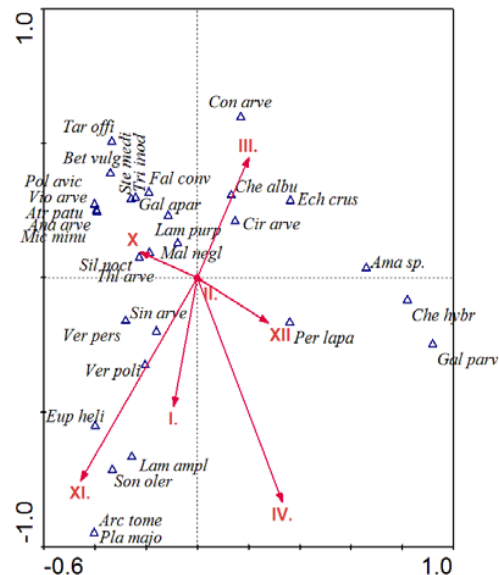 1.0
Con arve
Tar offi
III.
Ste medi
Tri inod
Bet vulg
Fal conv
Che albu
Pol avic
Ech crus
Vio arve
Gal apar
Atr patu
Cir arve
Ana arve
Lam purp
Mic minu
X
Mal negl
Sil noct
Ama sp.
Thl arve
II.
Che hybr
Sin arve
XII
Per lapa
Ver pers
Gal parv
Ver poli
Eup heli
I.
Lam ampl
XI.
Son oler
IV.
Arc tome
Pla majo
-1.0
-0.6
1.0